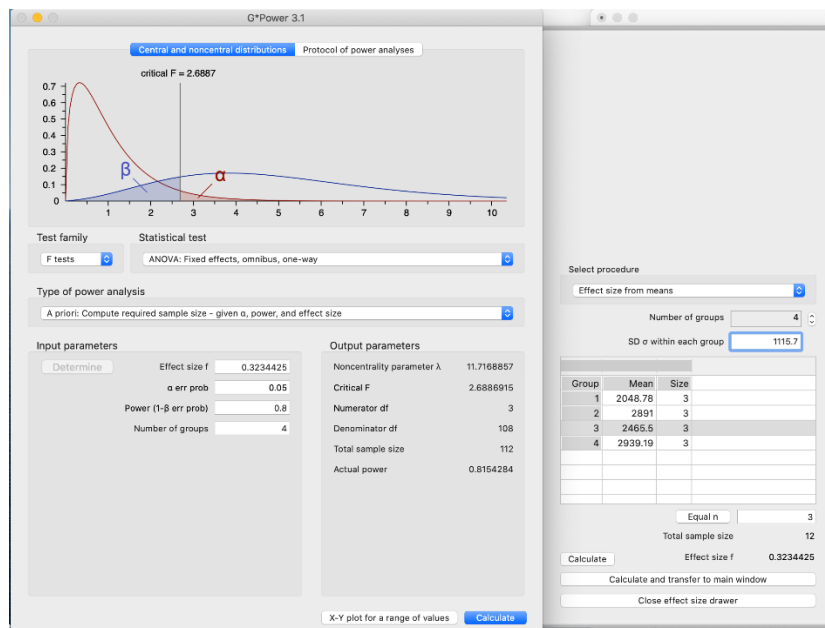 G*Power 3.1
Central and noncentral distributions Protocol of power analyses
critical F = 2.6887
0.7
0.6
0.5
0.4
0.3
0.2
0.1
0
β
α
1 2 3 4 5 6 7 8 9 10
Test family Statistical test
F tests ANOVA: Fixed effects, omnibus, one-way
Type of power analysis
A priori: Compute required sample size – given α, power, and effect size
Input parameters
Determine Effect size f 0.3234425
α err prob 0.05
Power (1-β err prob) 0.8
Number of groups 4
Output parameters
Noncentrality parameter λ 11.7168857
Critical F 2.6886915
Numerator df 3
Denominator df 108
Total sample size 112
Actual power 0.8154284
X-Y plot for a range of values Calculate
Select procedure
Effect size from means
Number of groups 4
SD σ within each group 1115.7
Group Mean Size
1 2048.78 3
2 2891 3
3 2465.5 3
4 2939.19 3
Equal n 3
Total sample size 12
Calculate Effect size f 0.3234425
Calculate and transfer to main window
Close effect size drawer